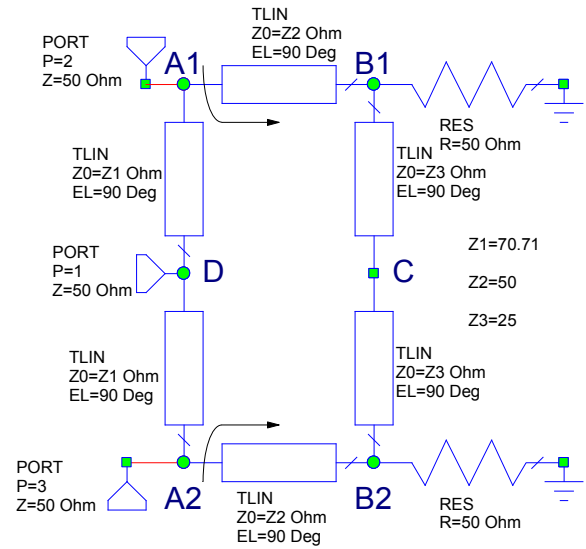 PORT
P=2
Z=50 Ohm
A1
TLIN
Z0=Z2 Ohm
EL=90 Deg
B1
RES
R=50 Ohm
TLIN
Z0=Z1 Ohm
EL=90 Deg
TLIN
Z0=Z3 Ohm
EL=90 Deg
PORT
P=1
Z=50 Ohm
D
C
Z1=70.71
Z2=50
Z3=25
TLIN
Z0=Z1 Ohm
EL=90 Deg
TLIN
Z0=Z3 Ohm
EL=90 Deg
PORT
P=3
Z=50 Ohm
A2
TLIN
Z0=Z2 Ohm
EL=90 Deg
B2
RES
R=50 Ohm